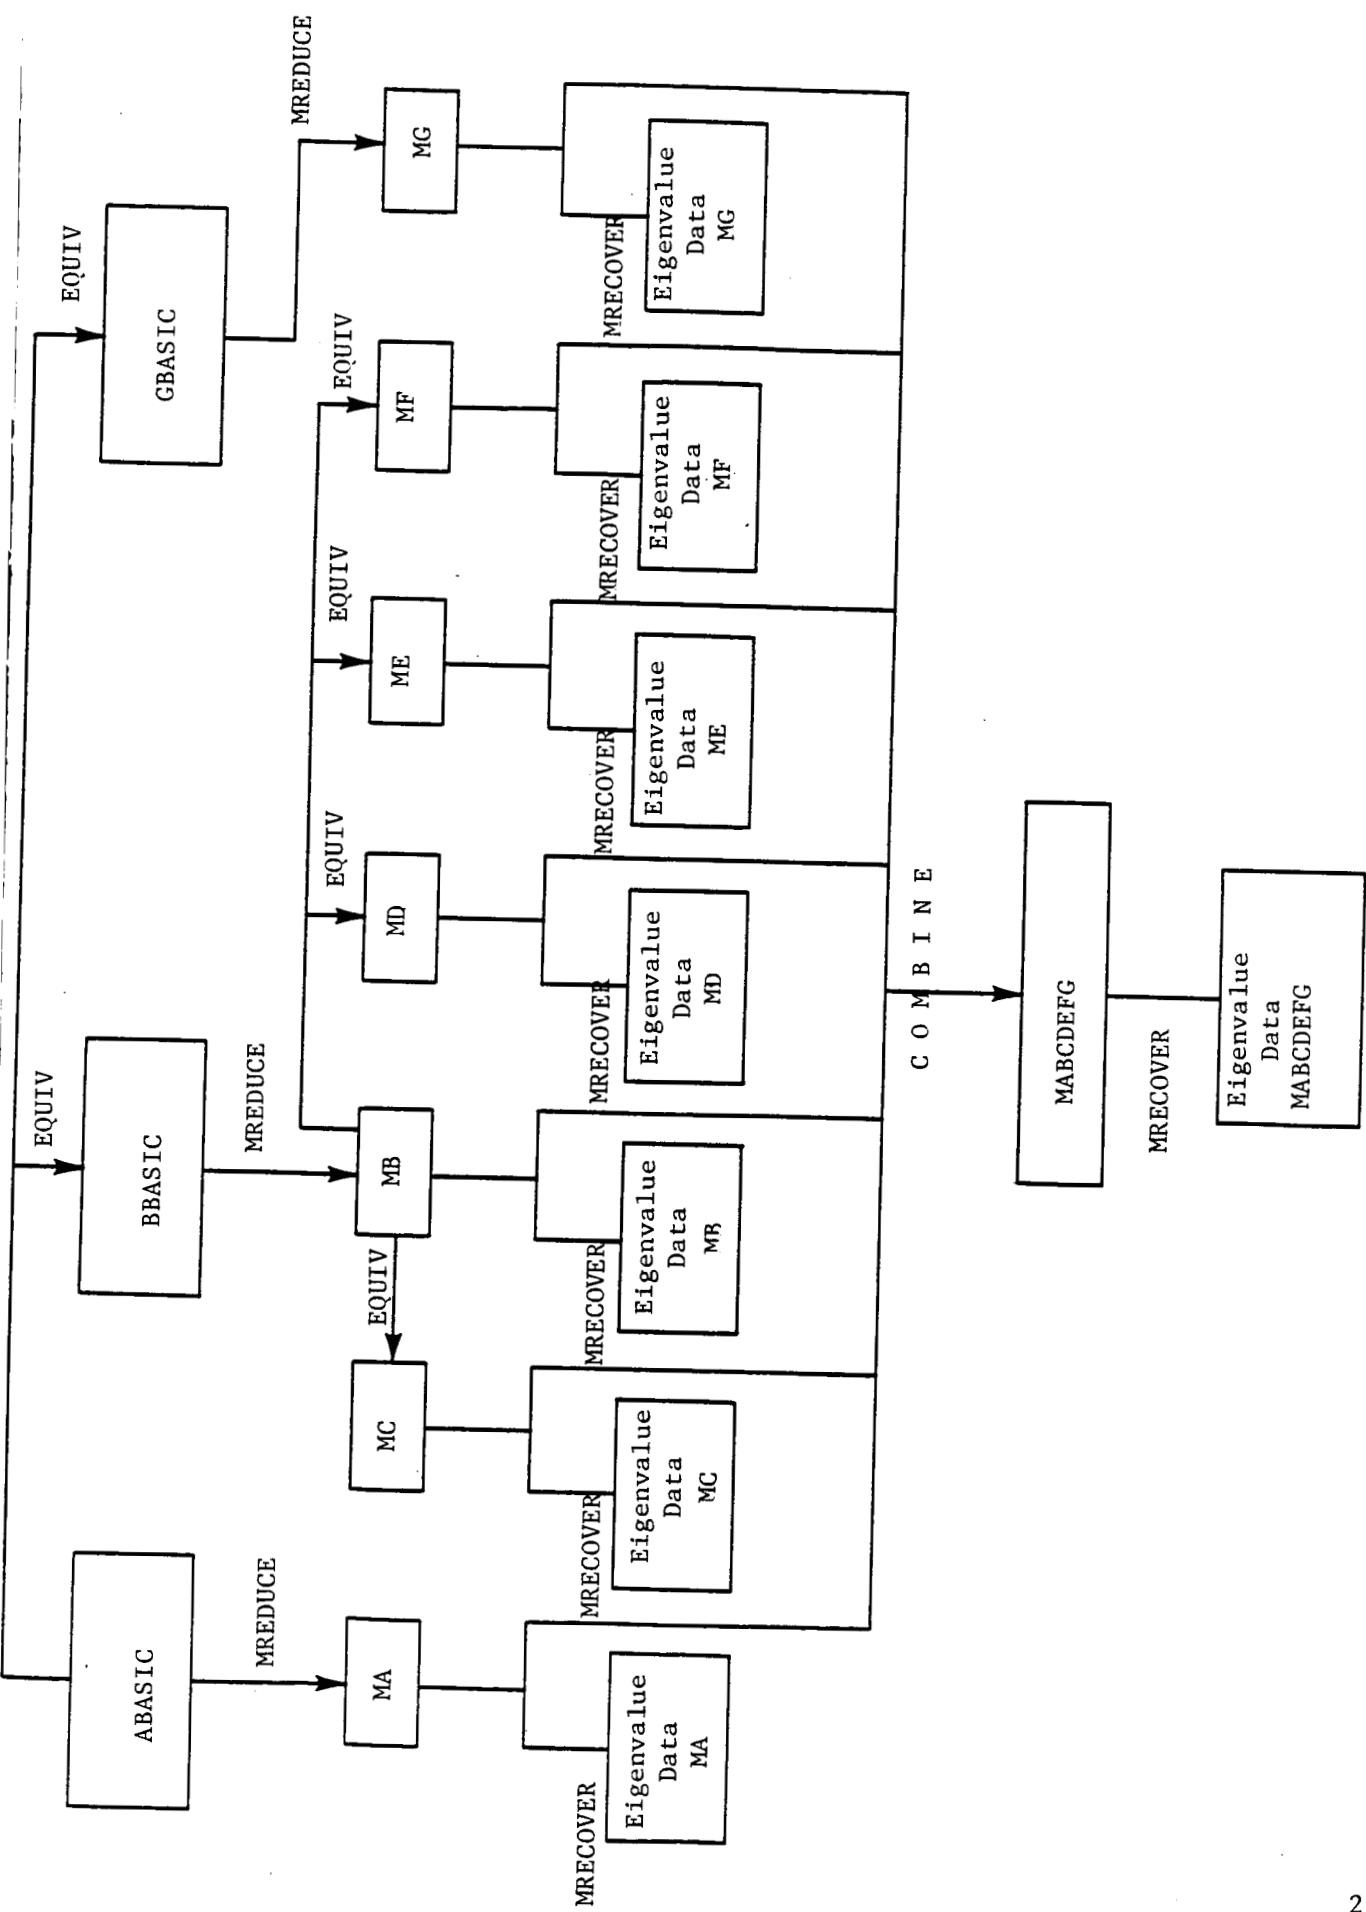 EQUIV
EQUIV
ABASIC
BBASIC
GBASIC
MREDUCE
MREDUCE
MREDUCE
EQUIV
EQUIV
EQUIV
EQUIV
MA
MC
MB
MD
ME
MF
MG
MRECOVER
MRECOVER
MRECOVER
MRECOVER
MRECOVER
MRECOVER
MRECOVER
Eigenvalue
Data
MA
Eigenvalue
Data
MC
Eigenvalue
Data
MB
Eigenvalue
Data
MD
Eigenvalue
Data
ME
Eigenvalue
Data
MF
Eigenvalue
Data
MG
C O M B I N E
MABCDEFG
MRECOVER
Eigenvalue
Data
MABCDEFG
2